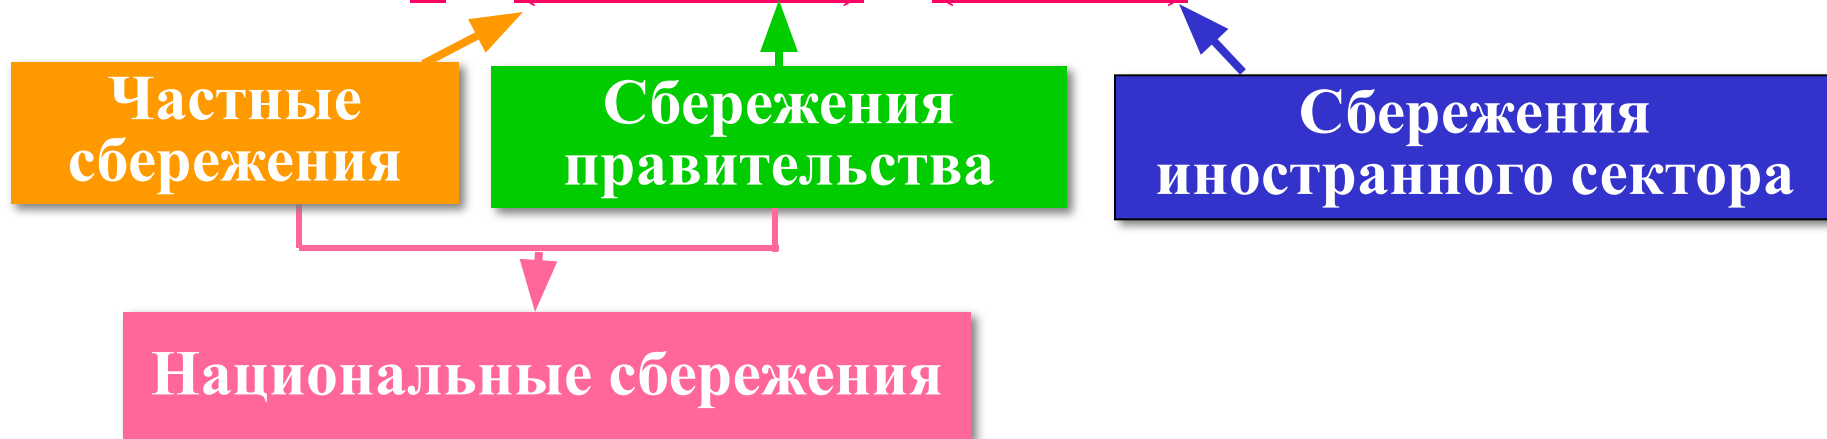 Частные
сбережения
Сбережения
правительства
Сбережения
иностранного сектора
Национальные сбережения